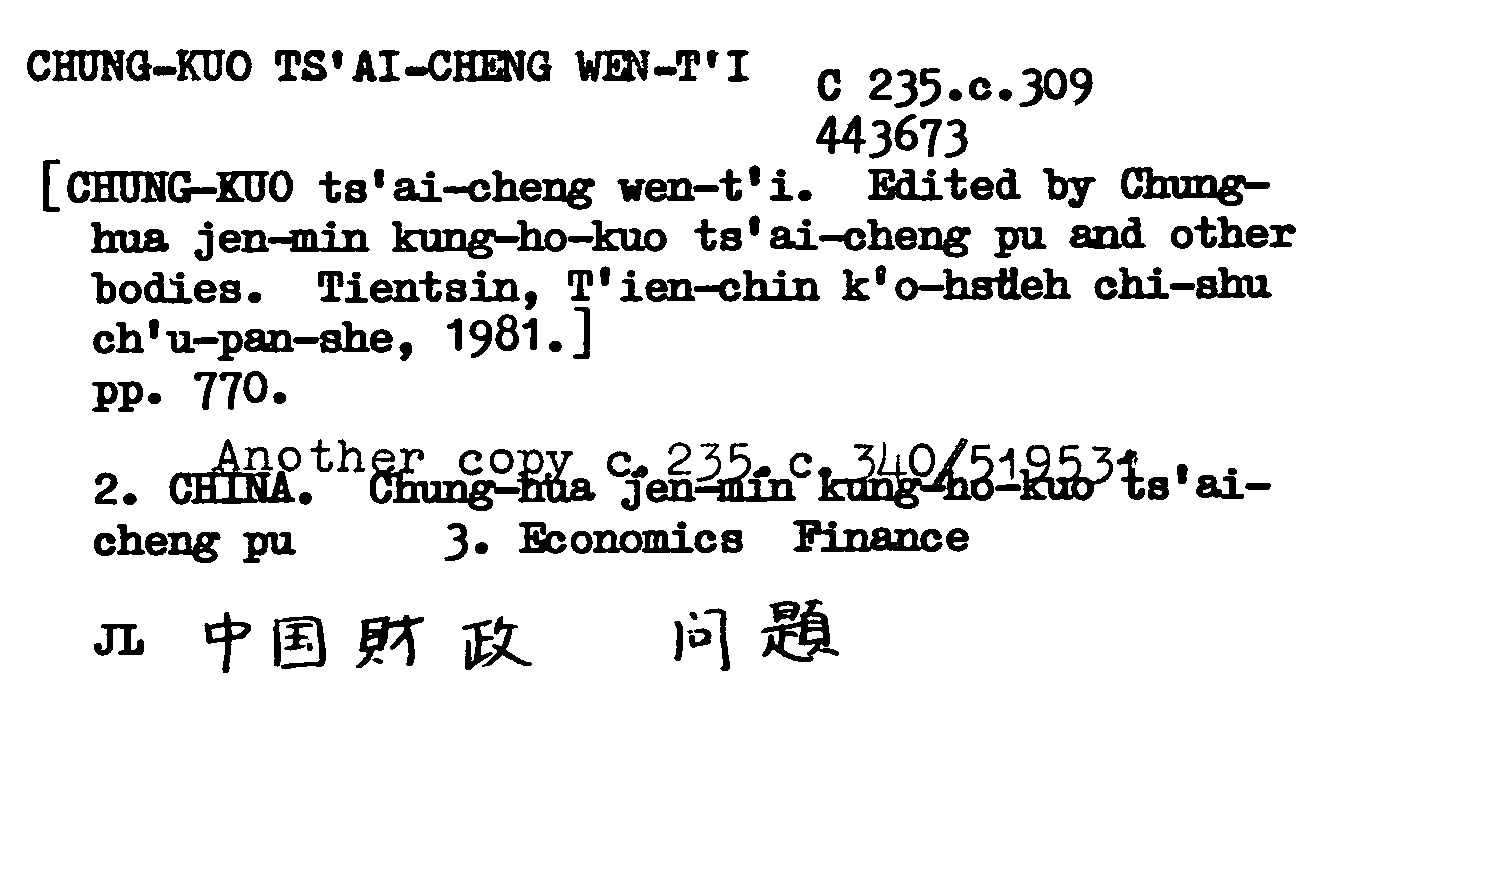 CHUNG-KUO TS'AI-CHENG WEN-T'I
C 235.c.309
443673
[CHUNG-KUO ts'ai-cheng wen-t'i. Edited by Chung-
hua jen-min kung-ho-kuo ts'ai-cheng pu and other
bodies. Tientsin, T'ien-chin k'o-hsüeh chi-shu
ch'u-pan-she, 1981.]
pp. 770.
Another copy c. 235. c. 340/519531
2. CHINA. Chung-hua jen-min kung-ho-kuo ts'ai-
cheng pu 3. Economics Finance
JL 中国財政 问題